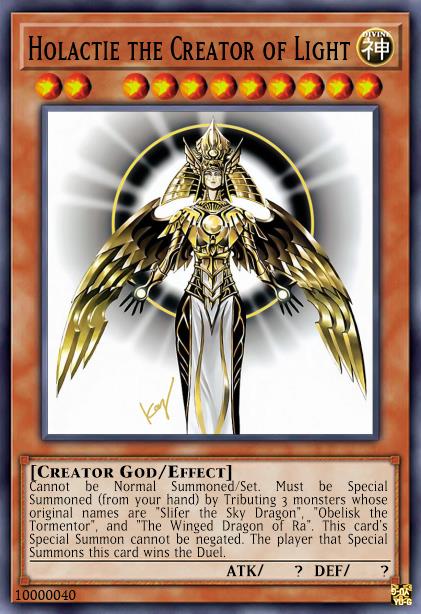 Holactie the Creator of Light
DIVINE
神
[Creator God/Effect]
Cannot be Normal Summoned/Set. Must be Special
Summoned (from your hand) by Tributing 3 monsters whose
original names are "Slifer the Sky Dragon", "Obelisk the
Tormentor", and "The Winged Dragon of Ra". This card's
Special Summon cannot be negated. The player that Special
Summons this card wins the Duel.
ATK/ ? DEF/ ?
10000040